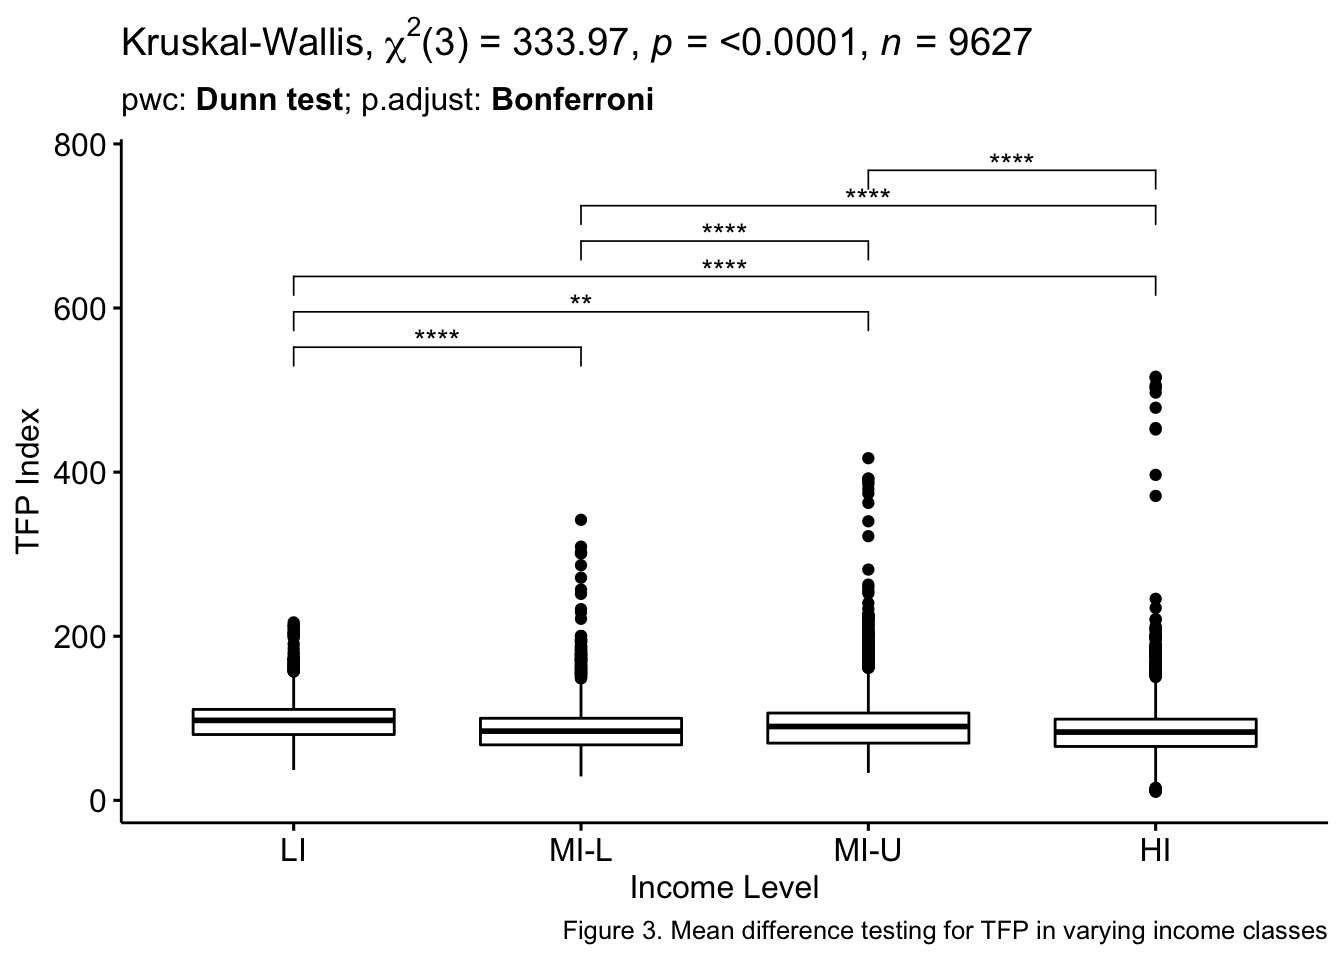 Kruskal-Wallis, χ²(3) = 333.97, p = <0.0001, n = 9627
pwc: Dunn test; p.adjust: Bonferroni
TFP Index
800
600
400
200
0
****
****
****
****
**
****
LI MI-L MI-U HI
Income Level
Figure 3. Mean difference testing for TFP in varying income classes